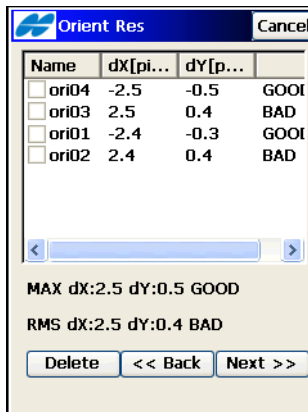 Orient Res Cancel
Name dX[pi... dY[p...
ori04 -2.5 -0.5 GOOD
ori03 2.5 0.4 BAD
ori01 -2.4 -0.3 GOOD
ori02 2.4 0.4 BAD
MAX dX:2.5 dY:0.5 GOOD
RMS dX:2.5 dY:0.4 BAD
Delete << Back Next >>